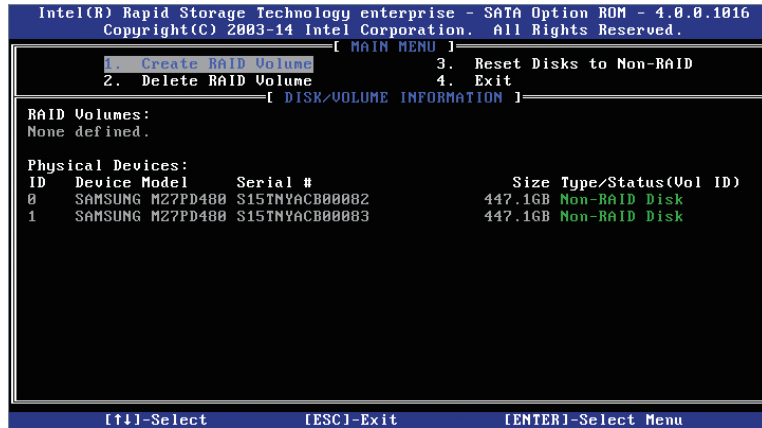 Intel(R) Rapid Storage Technology enterprise - SATA Option ROM - 4.0.0.1016
Copyright(C) 2003-14 Intel Corporation.  All Rights Reserved.
[ MAIN MENU ]
1.  Create RAID Volume  3.  Reset Disks to Non-RAID
2.  Delete RAID Volume  4.  Exit
[ DISK/VOLUME INFORMATION ]
RAID Volumes:
None defined.
Physical Devices:
ID  Device Model  Serial #  Size  Type/Status(Vol ID)
0  SAMSUNG MZ7PD480  S15TNYACB00082  447.1GB  Non-RAID Disk
1  SAMSUNG MZ7PD480  S15TNYACB00083  447.1GB  Non-RAID Disk
[↑↓]-Select  [ESC]-Exit  [ENTER]-Select Menu